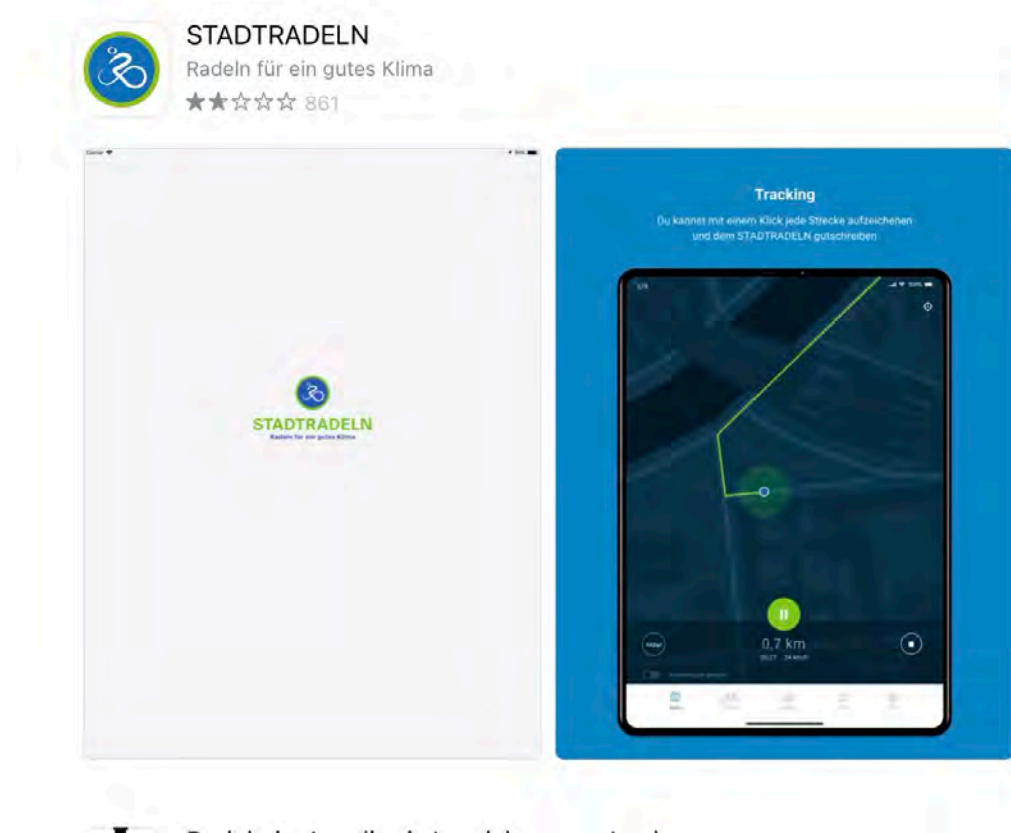 STADTRADELN
Radeln für ein gutes Klima
861
Tracking
Du kannst mit einem Klick jede Strecke aufzeichenen
und dem STADTRADELN gutschreiben
STADTRADELN
Radeln für ein gutes Klima
0,7 km